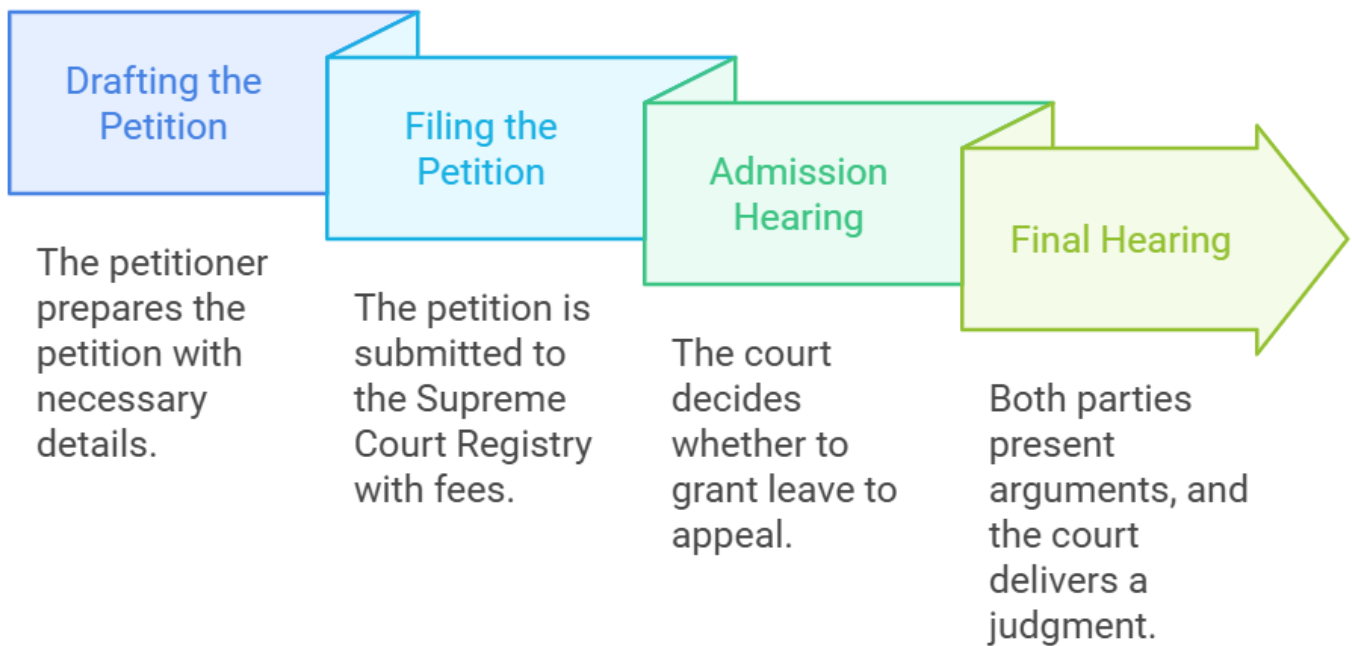 Drafting the
Petition
The petitioner
prepares the
petition with
necessary
details.
Filing the
Petition
The petition is
submitted to
the Supreme
Court Registry
with fees.
Admission
Hearing
The court
decides
whether to
grant leave to
appeal.
Final Hearing
Both parties
present
arguments, and
the court
delivers a
judgment.